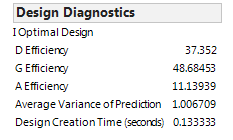 Design Diagnostics
I Optimal Design
D Efficiency 37.352
G Efficiency 48.68453
A Efficiency 11.13939
Average Variance of Prediction 1.006709
Design Creation Time (seconds) 0.133333